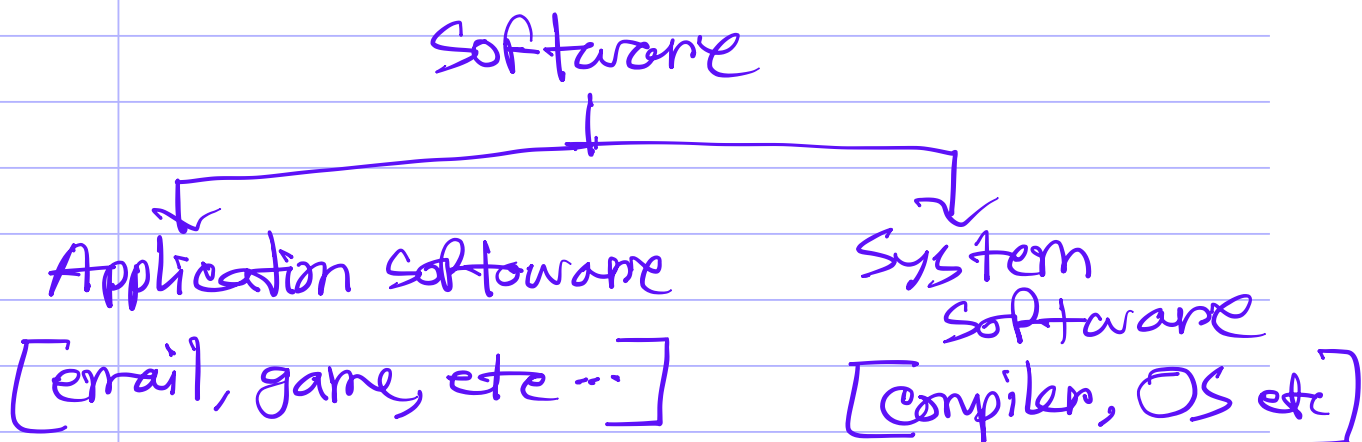 Software
Application Software
System
Software
[email, game, etc ...]
[compiler, OS etc]